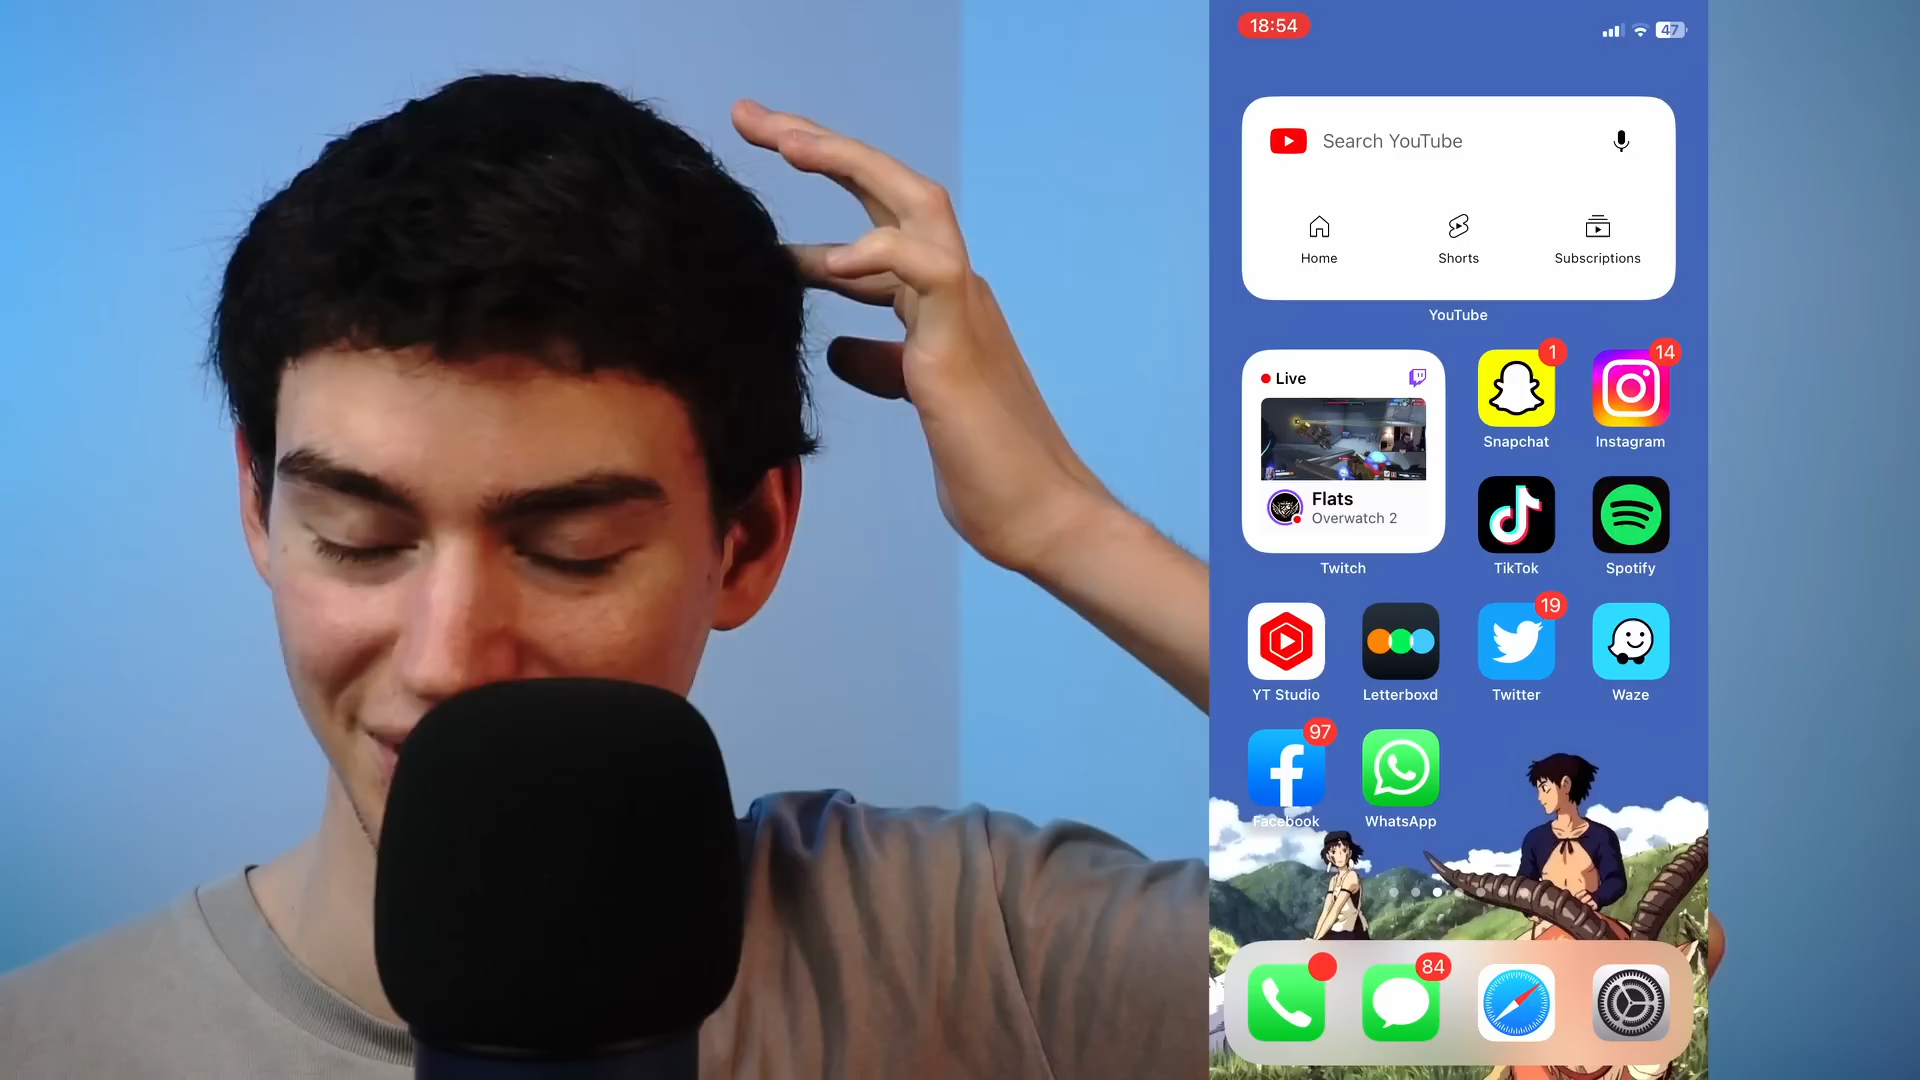 18:54
47
Search YouTube
Home
Shorts
Subscriptions
YouTube
1
14
Live
Flats
Overwatch 2
Snapchat
Instagram
Twitch
TikTok
Spotify
19
YT Studio
Letterboxd
Twitter
Waze
97
Facebook
WhatsApp
84